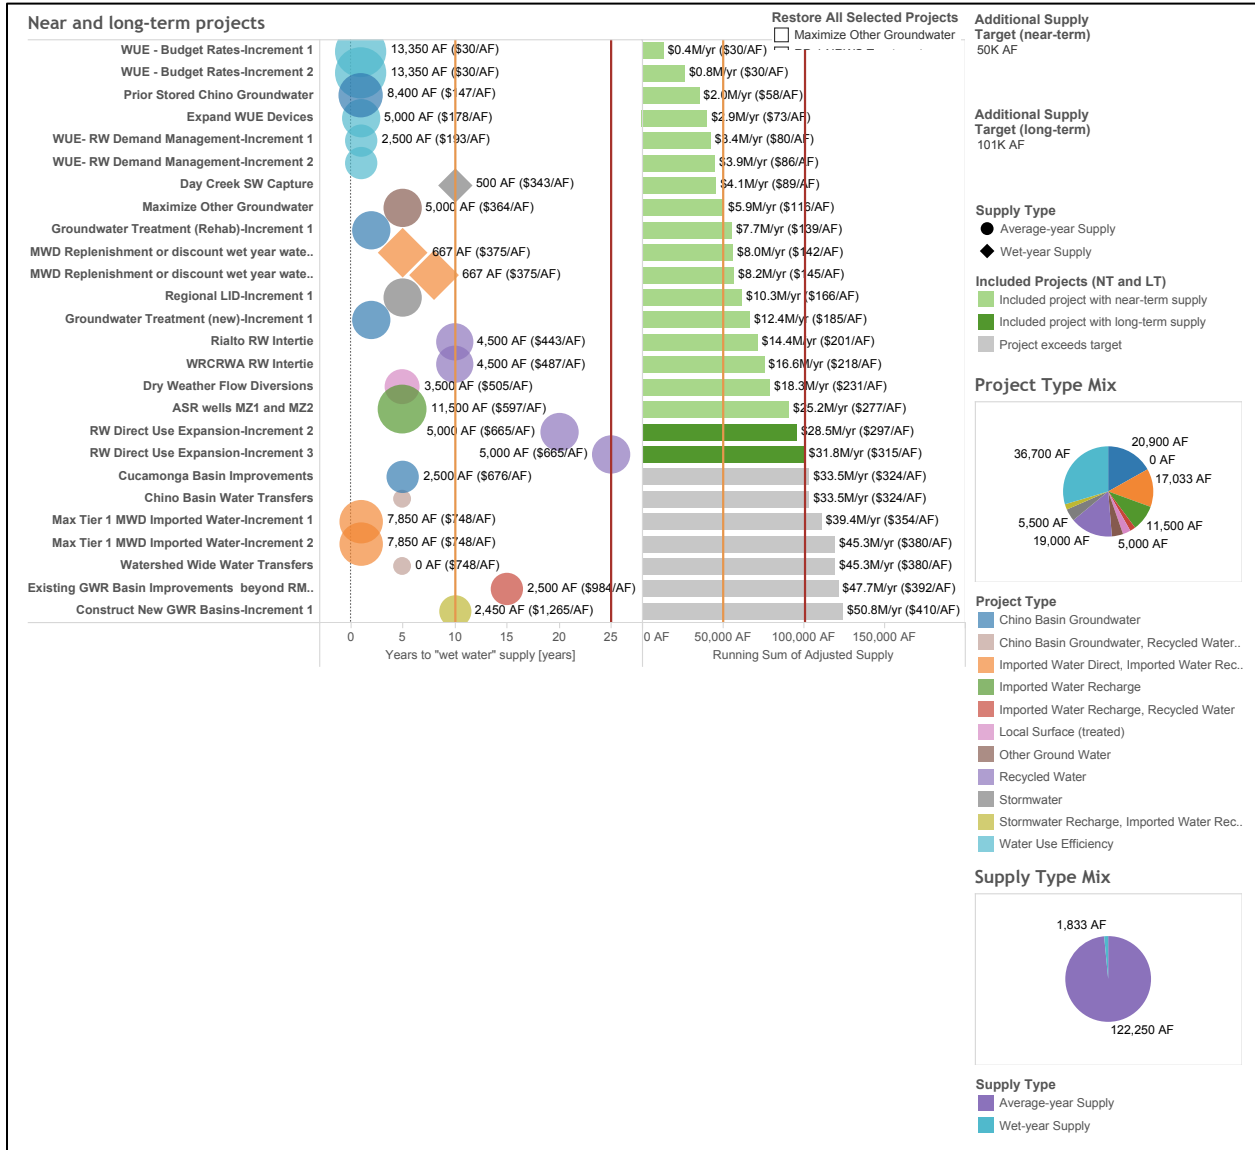 Near and long-term projects
Restore All Selected Projects
Maximize Other Groundwater
Additional Supply
Target (near-term)
50K AF
Additional Supply
Target (long-term)
101K AF
WUE - Budget Rates-Increment 1
13,350 AF ($30/AF)
$0.4M/yr ($30/AF)
WUE - Budget Rates-Increment 2
13,350 AF ($30/AF)
$0.8M/yr ($30/AF)
Prior Stored Chino Groundwater
8,400 AF ($147/AF)
$2.0M/yr ($58/AF)
Expand WUE Devices
5,000 AF ($178/AF)
$2.9M/yr ($73/AF)
WUE- RW Demand Management-Increment 1
2,500 AF ($193/AF)
$3.4M/yr ($80/AF)
WUE- RW Demand Management-Increment 2
$3.9M/yr ($86/AF)
Day Creek SW Capture
500 AF ($343/AF)
$4.1M/yr ($89/AF)
Maximize Other Groundwater
5,000 AF ($364/AF)
$5.9M/yr ($116/AF)
Groundwater Treatment (Rehab)-Increment 1
$7.7M/yr ($139/AF)
MWD Replenishment or discount wet year wate..
667 AF ($375/AF)
$8.0M/yr ($142/AF)
MWD Replenishment or discount wet year wate..
667 AF ($375/AF)
$8.2M/yr ($145/AF)
Regional LID-Increment 1
$10.3M/yr ($166/AF)
Groundwater Treatment (new)-Increment 1
$12.4M/yr ($185/AF)
Rialto RW Intertie
4,500 AF ($443/AF)
$14.4M/yr ($201/AF)
WRCRWA RW Intertie
4,500 AF ($487/AF)
$16.6M/yr ($218/AF)
Dry Weather Flow Diversions
3,500 AF ($505/AF)
$18.3M/yr ($231/AF)
ASR wells MZ1 and MZ2
11,500 AF ($597/AF)
$25.2M/yr ($277/AF)
RW Direct Use Expansion-Increment 2
5,000 AF ($665/AF)
$28.5M/yr ($297/AF)
RW Direct Use Expansion-Increment 3
5,000 AF ($665/AF)
$31.8M/yr ($315/AF)
Cucamonga Basin Improvements
2,500 AF ($676/AF)
$33.5M/yr ($324/AF)
Chino Basin Water Transfers
$33.5M/yr ($324/AF)
Max Tier 1 MWD Imported Water-Increment 1
7,850 AF ($748/AF)
$39.4M/yr ($354/AF)
Max Tier 1 MWD Imported Water-Increment 2
7,850 AF ($748/AF)
$45.3M/yr ($380/AF)
Watershed Wide Water Transfers
0 AF ($748/AF)
$45.3M/yr ($380/AF)
Existing GWR Basin Improvements beyond RM..
2,500 AF ($984/AF)
$47.7M/yr ($392/AF)
Construct New GWR Basins-Increment 1
2,450 AF ($1,265/AF)
$50.8M/yr ($410/AF)
0 5 10 15 20 25
Years to "wet water" supply [years]
0 AF 50,000 AF 100,000 AF 150,000 AF
Running Sum of Adjusted Supply
Supply Type
Average-year Supply
Wet-year Supply
Included Projects (NT and LT)
Included project with near-term supply
Included project with long-term supply
Project exceeds target
Project Type Mix
36,700 AF
20,900 AF
0 AF
17,033 AF
11,500 AF
5,000 AF
19,000 AF
5,500 AF
Project Type
Chino Basin Groundwater
Chino Basin Groundwater, Recycled Water..
Imported Water Direct, Imported Water Rec..
Imported Water Recharge
Imported Water Recharge, Recycled Water
Local Surface (treated)
Other Ground Water
Recycled Water
Stormwater
Stormwater Recharge, Imported Water Rec..
Water Use Efficiency
Supply Type Mix
1,833 AF
122,250 AF
Supply Type
Average-year Supply
Wet-year Supply